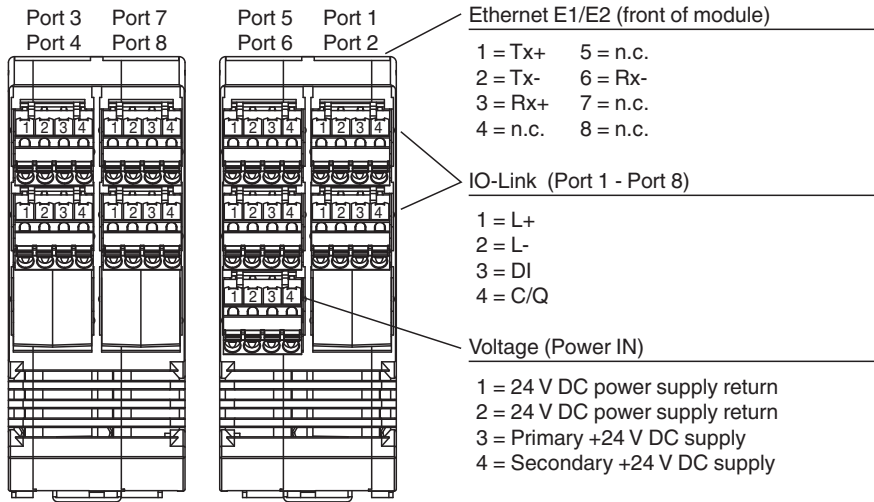 Port 3 Port 7 Port 5 Port 1
Port 4 Port 8 Port 6 Port 2
1 2 3 4 1 2 3 4 1 2 3 4 1 2 3 4
1 2 3 4 1 2 3 4 1 2 3 4 1 2 3 4
1 2 3 4
Ethernet E1/E2 (front of module)
1 = Tx+ 5 = n.c.
2 = Tx- 6 = Rx-
3 = Rx+ 7 = n.c.
4 = n.c. 8 = n.c.
IO-Link (Port 1 - Port 8)
1 = L+
2 = L-
3 = DI
4 = C/Q
Voltage (Power IN)
1 = 24 V DC power supply return
2 = 24 V DC power supply return
3 = Primary +24 V DC supply
4 = Secondary +24 V DC supply